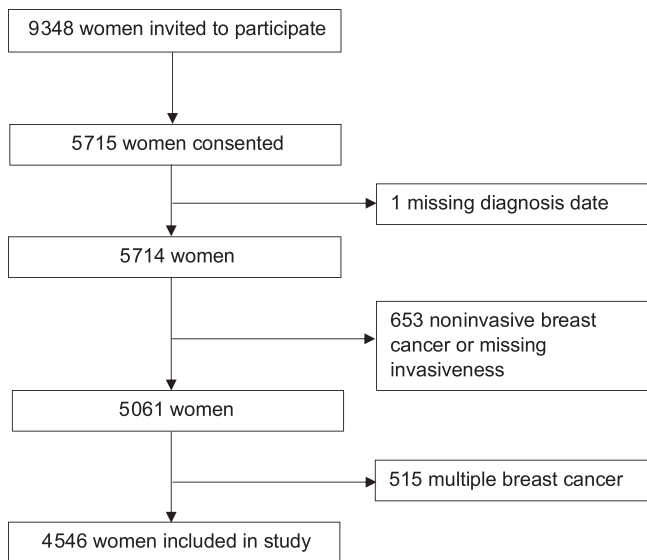 9348 women invited to participate
5715 women consented
1 missing diagnosis date
5714 women
653 noninvasive breast
cancer or missing
invasiveness
5061 women
515 multiple breast cancer
4546 women included in study